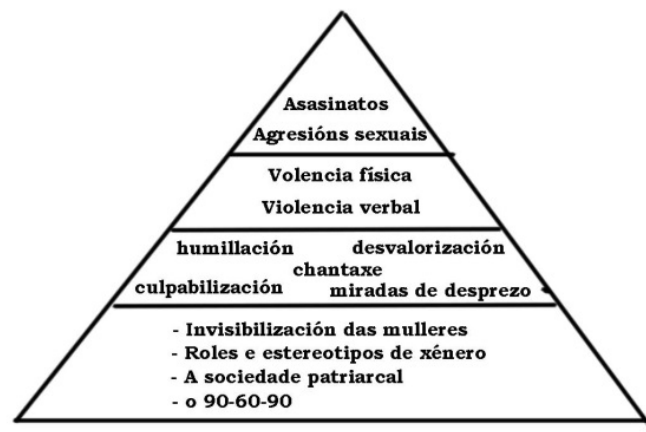 Asasinatos
Agresións sexuais
Volencia física
Violencia verbal
humillación desvalorización
chantaxe
culpabilización miradas de desprezo
- Invisibilización das mulleres
- Roles e estereotipos de xénero
- A sociedade patriarcal
- o 90-60-90